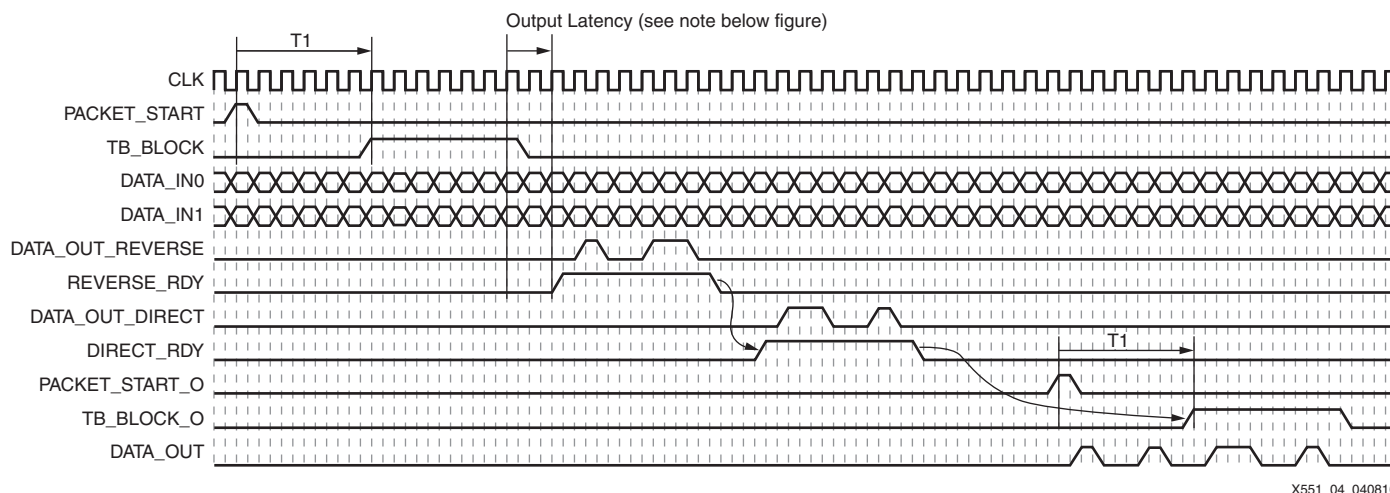 Output Latency (see note below figure)
T1
CLK
PACKET_START
TB_BLOCK
DATA_IN0
DATA_IN1
DATA_OUT_REVERSE
REVERSE_RDY
DATA_OUT_DIRECT
T1
DIRECT_RDY
PACKET_START_O
TB_BLOCK_O
DATA_OUT